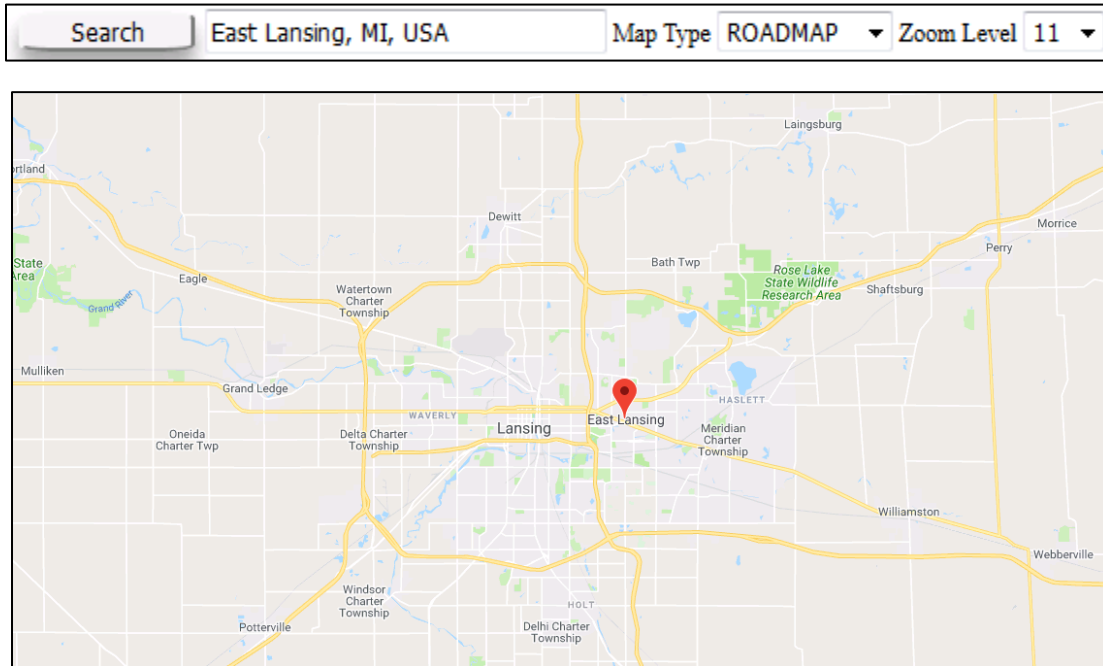 Search East Lansing, MI, USA Map Type ROADMAP Zoom Level 11
Laingsburg
rtland
Dewitt
Morrice
Perry
State
Area
Bath Twp
Rose Lake
State Wildlife
Research Area
Eagle
Watertown
Charter
Township
Shaftsburg
Grand River
Mulliken
Grand Ledge
HASLETT
WAVERLY
East Lansing
Lansing
Oneida
Charter Twp
Delta Charter
Township
Meridian
Charter
Township
Williamston
Webberville
Windsor
Charter
Township
HOLT
Potterville
Delhi Charter
Township